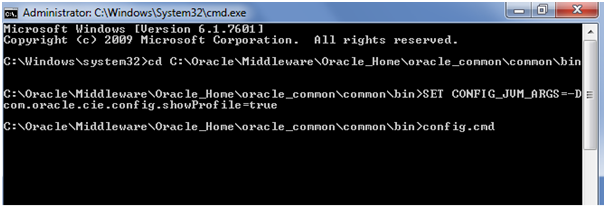 Administrator: C:\Windows\System32\cmd.exe
Microsoft Windows [Version 6.1.7601]
Copyright (c) 2009 Microsoft Corporation.  All rights reserved.
C:\Windows\system32>cd C:\Oracle\Middleware\Oracle_Home\oracle_common\common\bin
C:\Oracle\Middleware\Oracle_Home\oracle_common\common\bin>SET CONFIG_JVM_ARGS=-D
com.oracle.cie.config.showProfile=true
C:\Oracle\Middleware\Oracle_Home\oracle_common\common\bin>config.cmd